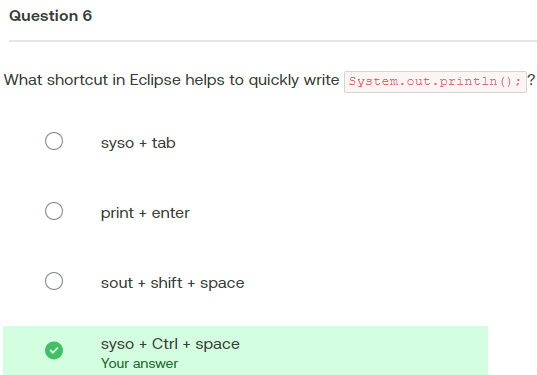 Question 6
What shortcut in Eclipse helps to quickly write System.out.println(); ?
syso + tab
print + enter
sout + shift + space
syso + Ctrl + space
Your answer